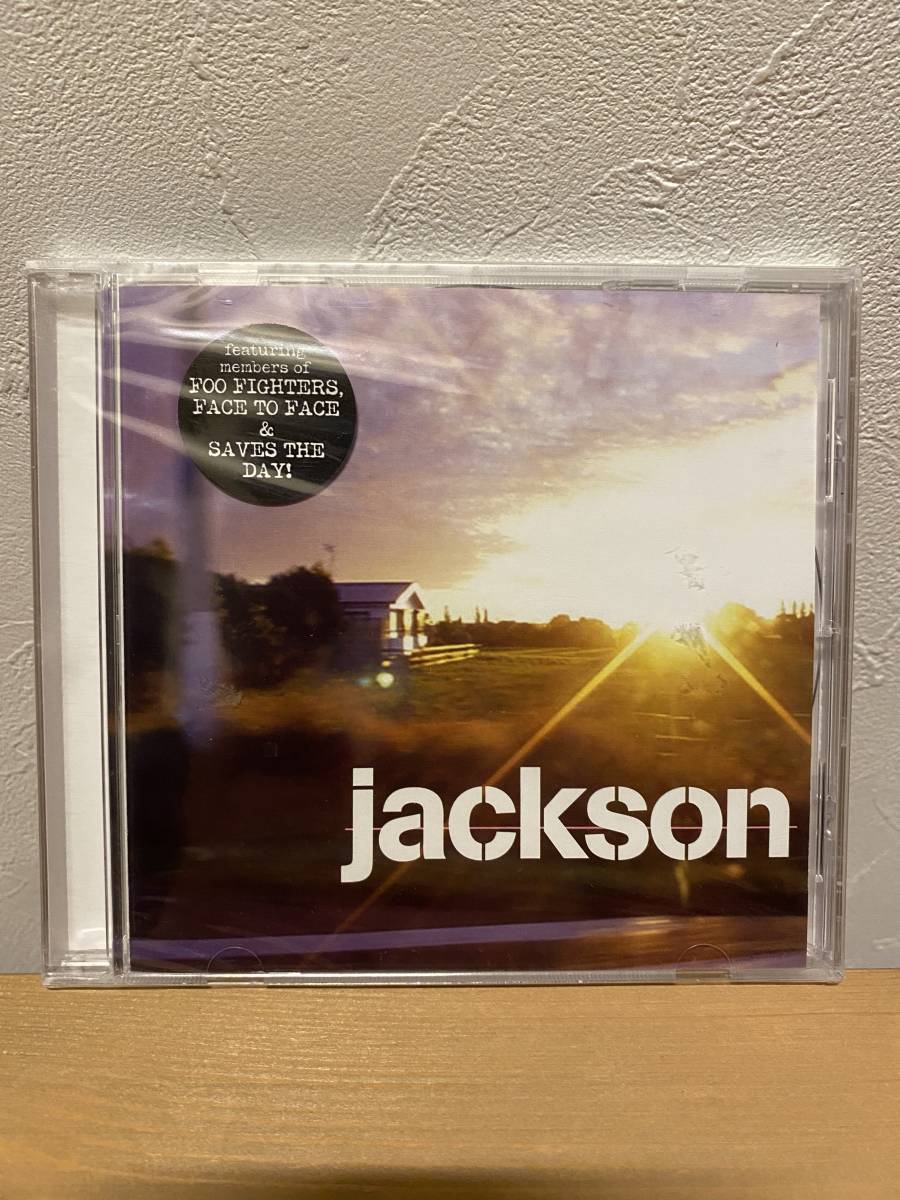 featuring
members of
FOO FIGHTERS,
FACE TO FACE
&
SAVES THE
DAY!
jackson